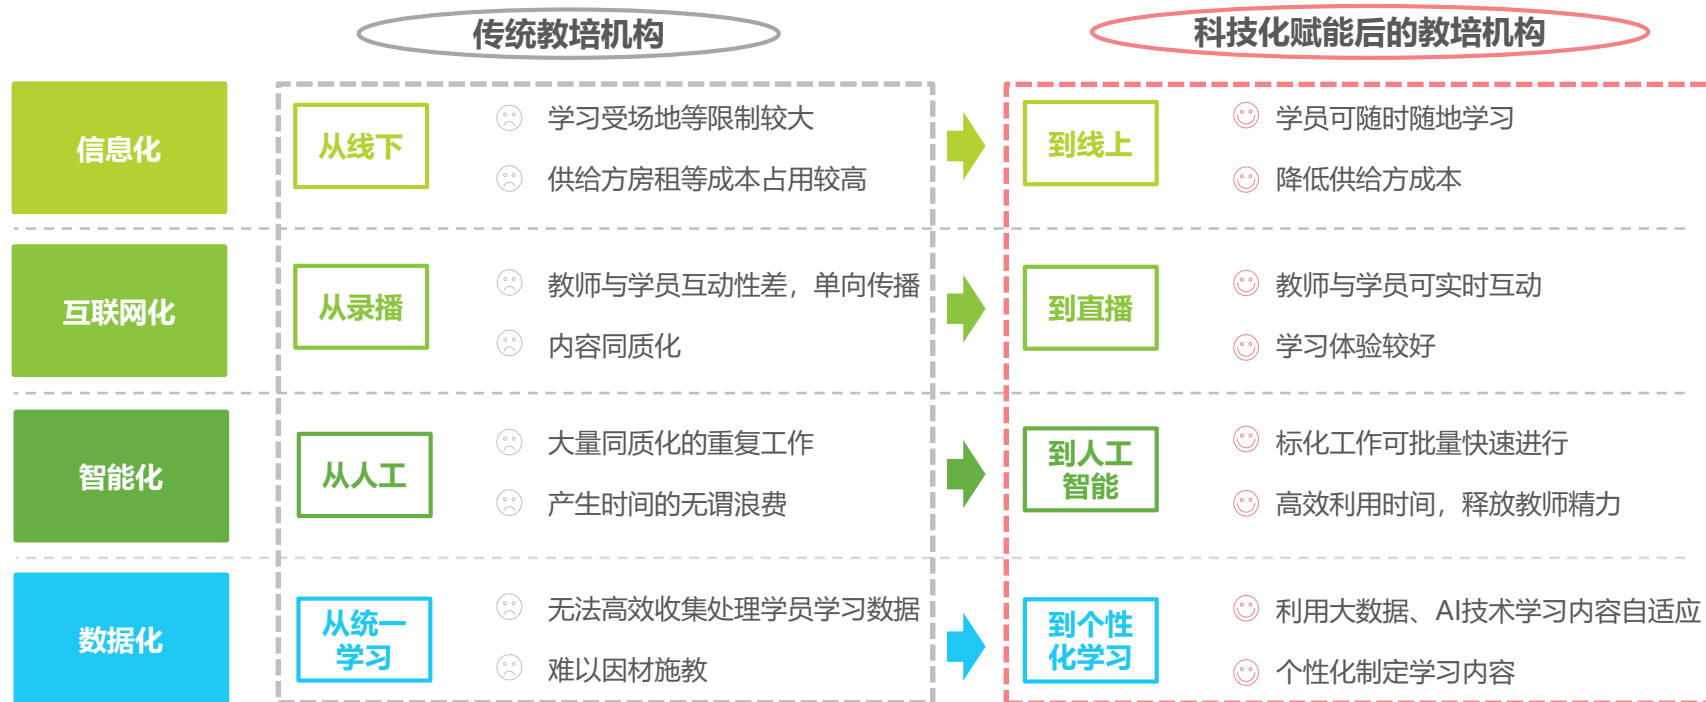 传统教培机构
科技化赋能后的教培机构
信息化
从线下
学习受场地等限制较大
供给方房租等成本占用较高
到线上
学员可随时随地学习
降低供给方成本
互联网化
从录播
教师与学员互动性差，单向传播
内容同质化
到直播
教师与学员可实时互动
学习体验较好
智能化
从人工
大量同质化的重复工作
产生时间的无谓浪费
到人工
智能
标化工作可批量快速进行
高效利用时间，释放教师精力
数据化
从统一
学习
无法高效收集处理学员学习数据
难以因材施教
到个性
化学习
利用大数据、AI技术学习内容自适应
个性化制定学习内容